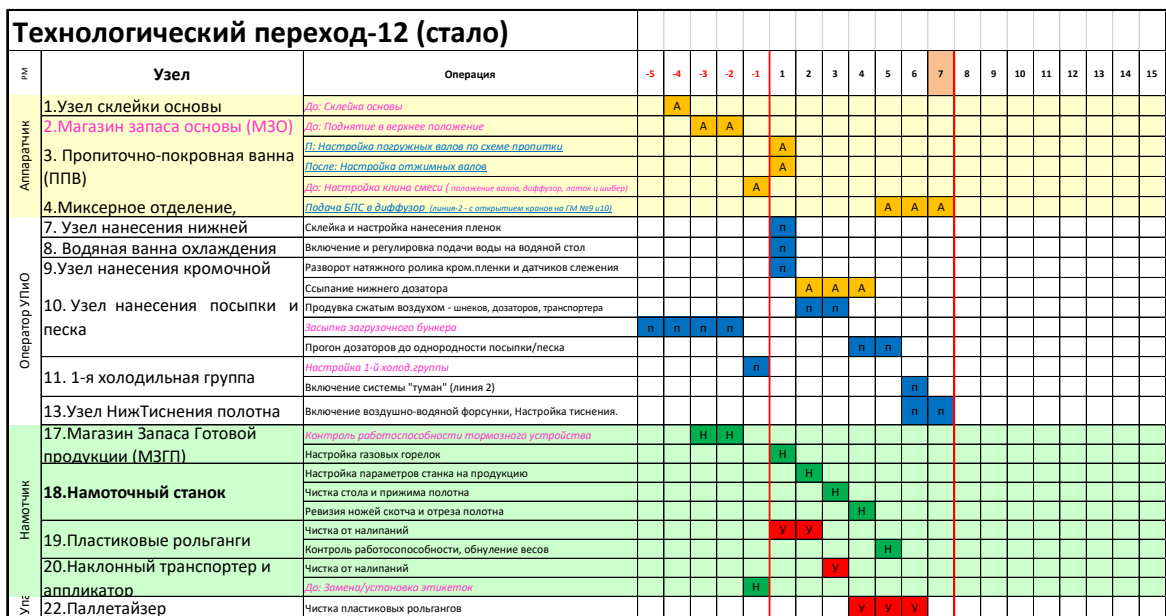 Технологический переход-12 (стало)
РМ Узел Операция -5 -4 -3 -2 -1 1 2 3 4 5 6 7 8 9 10 11 12 13 14 15
Аппаратчик
1.Узел склейки основы До: Склейка основы А
2.Магазин запаса основы (МЗО) До: Поднятие в верхнее положение А А
3. Пропиточно-покровная ванна (ППВ) П: Настройка погружных валов по схеме пропитки А
После: Настройка отжимных валов А
До: Настройка клина смеси ( положение валов, диффузор, лоток и шибер) А
4.Миксерное отделение, Подача БПС в диффузор (линия-2 - с открытием кранов на ГМ №9 и10) А А А
Оператор УПиО
7. Узел нанесения нижней Склейка и настройка нанесения пленок п
8. Водяная ванна охлаждения Включение и регулировка подачи воды на водяной стол п
9.Узел нанесения кромочной Разворот натяжного ролика кром.пленки и датчиков слежения п
Ссыпание нижнего дозатора А А А
10. Узел нанесения посыпки и песка Продувка сжатым воздухом - шнеков, дозаторов, транспортера п п
Засыпка загрузочного бункера п п п п
Прогон дозаторов до однородности посыпки/песка п п
11. 1-я холодильная группа Настройка 1-й холод.группы п
Включение системы "туман" (линия 2) п
13.Узел НижТиснения полотна Включение воздушно-водяной форсунки, Настройка тиснения. п п
Намотчик
17.Магазин Запаса Готовой продукции (МЗГП) Контроль работоспособности тормозного устройства Н Н
Настройка газовых горелок Н
18.Намоточный станок Настройка параметров станка на продукцию Н
Чистка стола и прижима полотна Н
Ревизия ножей скотча и отреза полотна Н
19.Пластиковые рольганги Чистка от налипаний У У
Контроль работосопособности, обнуление весов Н
20.Наклонный транспортер и аппликатор Чистка от налипаний У
До: Замена/установка этикеток Н
22.Паллетайзер Чистка пластиковых рольгангов У У У